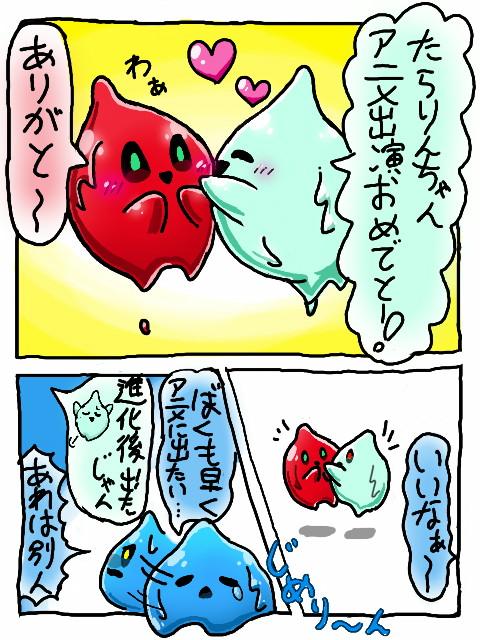 たらりんちゃん
アニメ出演おめでとー!
わぁ
ありがと〜
いいなぁ〜
じめり〜ん
ぼくも早く
アニメに出たい…
進化後出た
じゃん
あれは別人